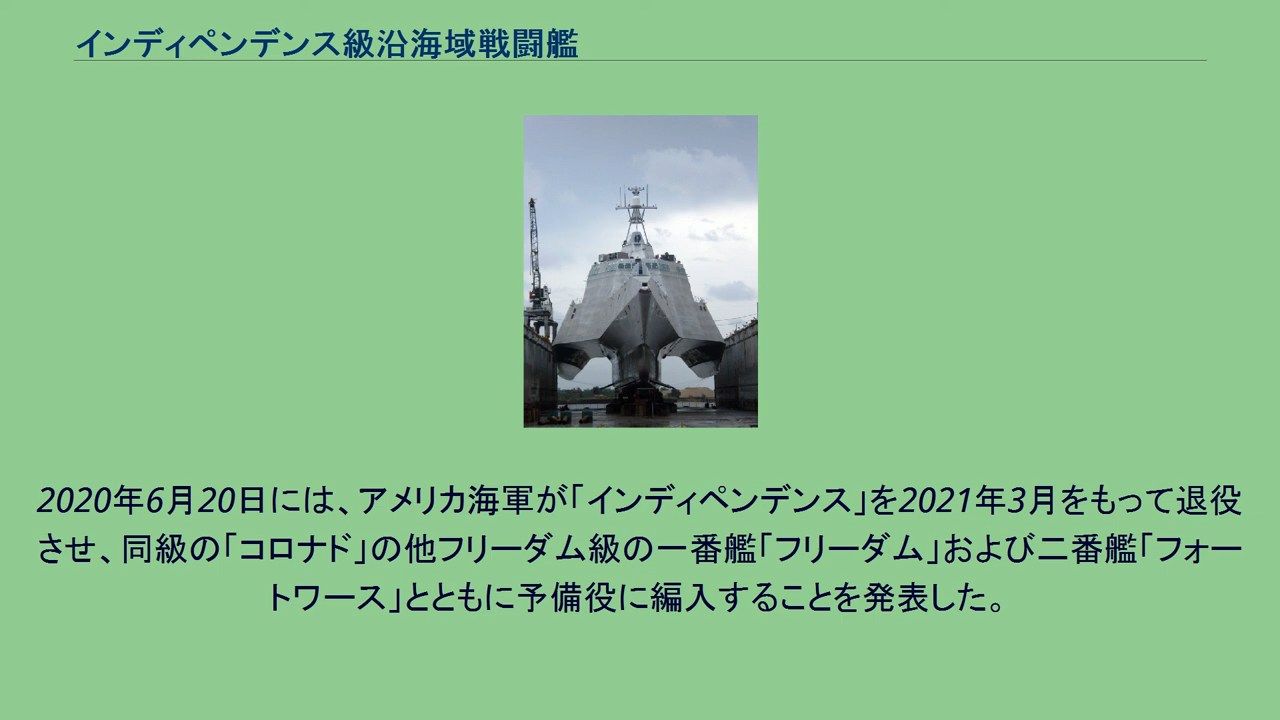 インディペンデンス級沿海域戦闘艦
2020年6月20日には、アメリカ海軍が「インディペンデンス」を2021年3月をもって退役
させ、同級の「コロナド」の他フリーダム級の一番艦「フリーダム」および二番艦「フォー
トワース」とともに予備役に編入することを発表した。